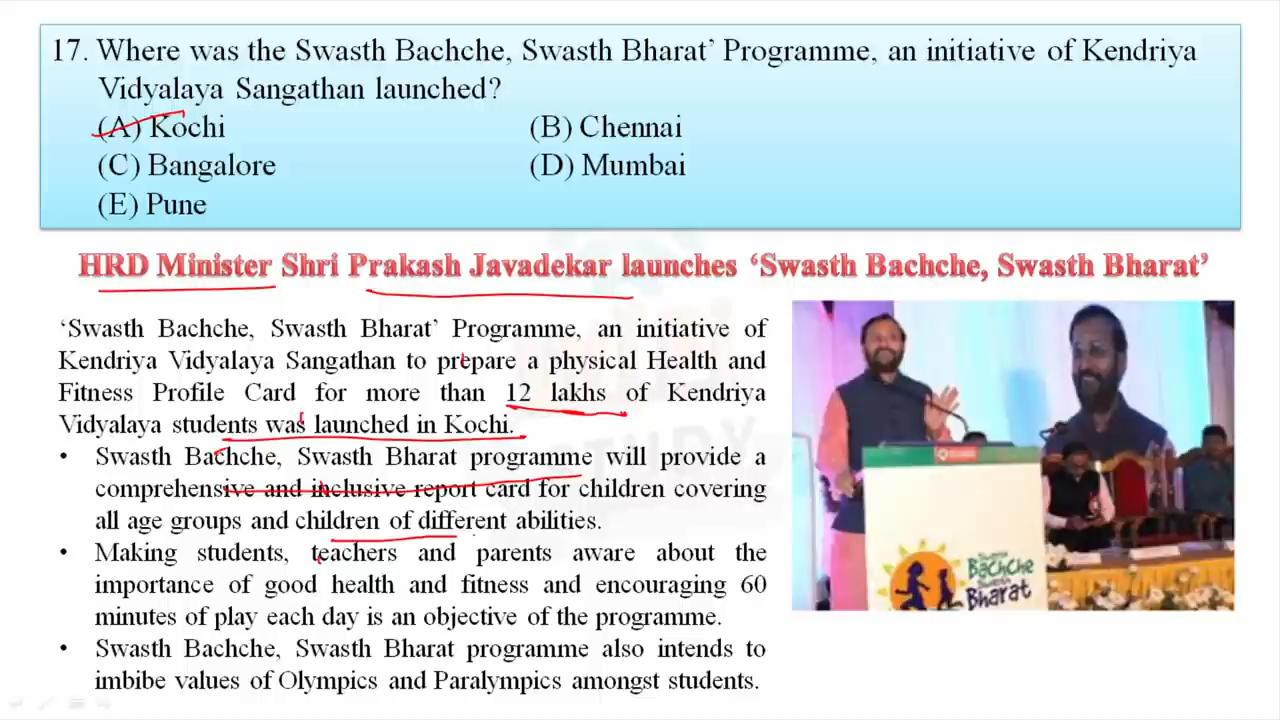 17. Where was the Swasth Bachche, Swasth Bharat’ Programme, an initiative of Kendriya
Vidyalaya Sangathan launched?
(A) Kochi (B) Chennai
(C) Bangalore (D) Mumbai
(E) Pune
HRD Minister Shri Prakash Javadekar launches ‘Swasth Bachche, Swasth Bharat’
‘Swasth Bachche, Swasth Bharat’ Programme, an initiative of
Kendriya Vidyalaya Sangathan to prepare a physical Health and
Fitness Profile Card for more than 12 lakhs of Kendriya
Vidyalaya students was launched in Kochi.
• Swasth Bachche, Swasth Bharat programme will provide a
comprehensive and inclusive report card for children covering
all age groups and children of different abilities.
• Making students, teachers and parents aware about the
importance of good health and fitness and encouraging 60
minutes of play each day is an objective of the programme.
• Swasth Bachche, Swasth Bharat programme also intends to
imbibe values of Olympics and Paralympics amongst students.
Swasth
Bachche
Swasth
Bharat
STUDY